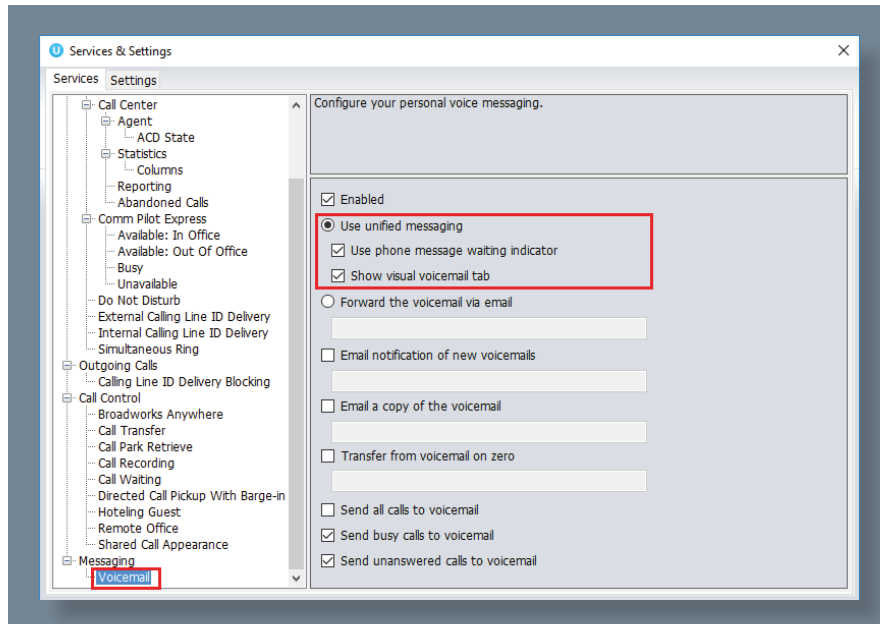 Services & Settings
Services Settings
Call Center
Agent
ACD State
Statistics
Columns
Reporting
Abandoned Calls
Comm Pilot Express
Available: In Office
Available: Out Of Office
Busy
Unavailable
Do Not Disturb
External Calling Line ID Delivery
Internal Calling Line ID Delivery
Simultaneous Ring
Outgoing Calls
Calling Line ID Delivery Blocking
Call Control
Broadworks Anywhere
Call Transfer
Call Park Retrieve
Call Recording
Call Waiting
Directed Call Pickup With Barge-in
Hoteling Guest
Remote Office
Shared Call Appearance
Messaging
Voicemail
Configure your personal voice messaging.
Enabled
Use unified messaging
Use phone message waiting indicator
Show visual voicemail tab
Forward the voicemail via email
Email notification of new voicemails
Email a copy of the voicemail
Transfer from voicemail on zero
Send all calls to voicemail
Send busy calls to voicemail
Send unanswered calls to voicemail